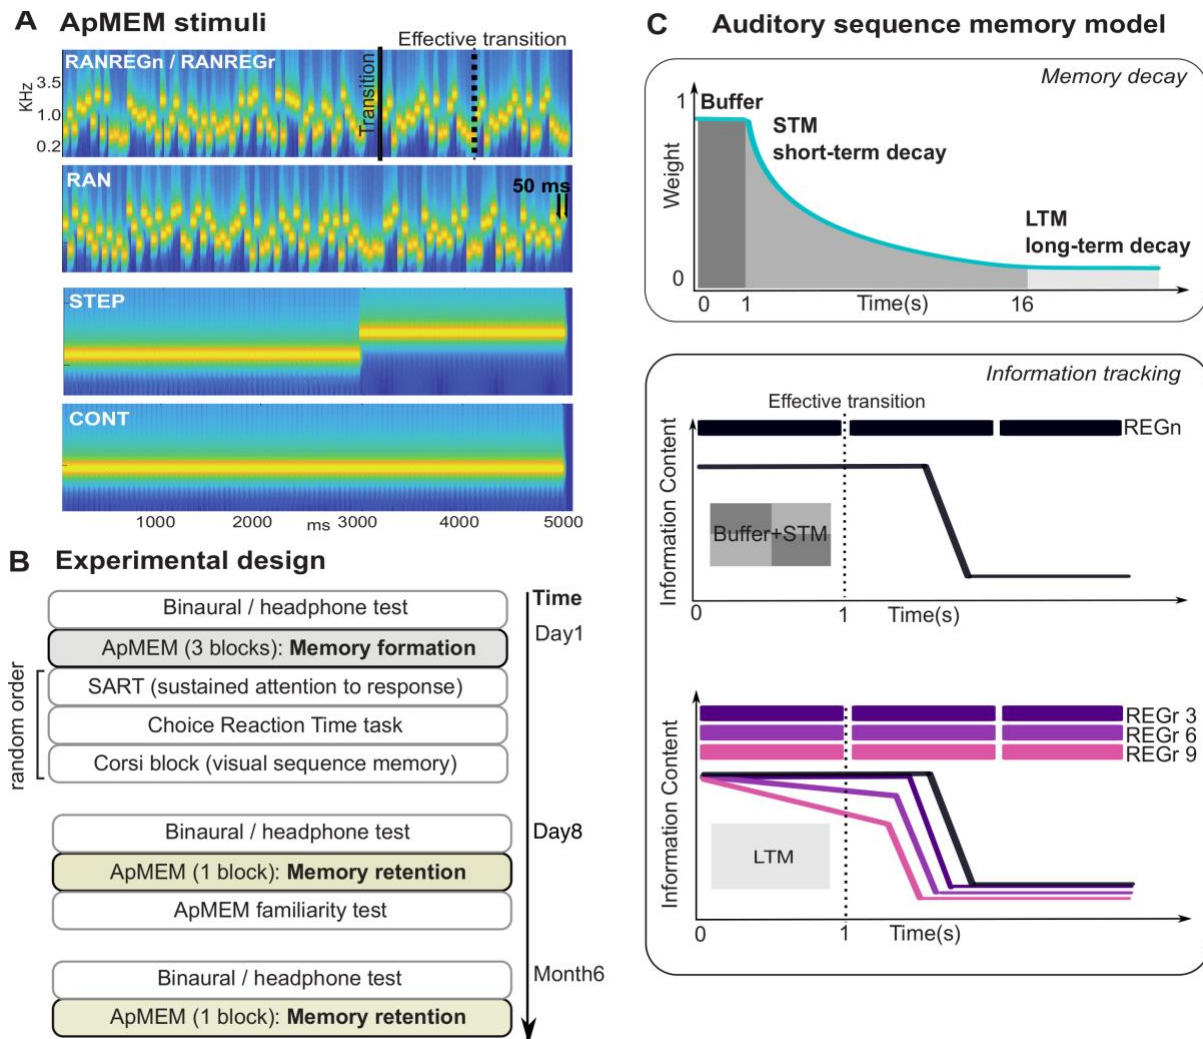 A ApMEM stimuli
Effective transition
RANREGn / RANREGr
KHz
3.5
1.0
0.2
Transition
RAN
50 ms
STEP
CONT
1000 ms 2000 3000 4000 5000
B Experimental design
Time
Binaural / headphone test
Day1
ApMEM (3 blocks): Memory formation
random order
SART (sustained attention to response)
Choice Reaction Time task
Corsi block (visual sequence memory)
Binaural / headphone test
Day8
ApMEM (1 block): Memory retention
ApMEM familiarity test
Binaural / headphone test
Month6
ApMEM (1 block): Memory retention
C Auditory sequence memory model
Memory decay
1
Buffer
STM
short-term decay
Weight
LTM
long-term decay
0
0 1 Time(s) 16
Information tracking
Effective transition
REGn
Information Content
Buffer+STM
0 1 Time(s)
REGr 3
REGr 6
REGr 9
Information Content
LTM
0 1 Time(s)